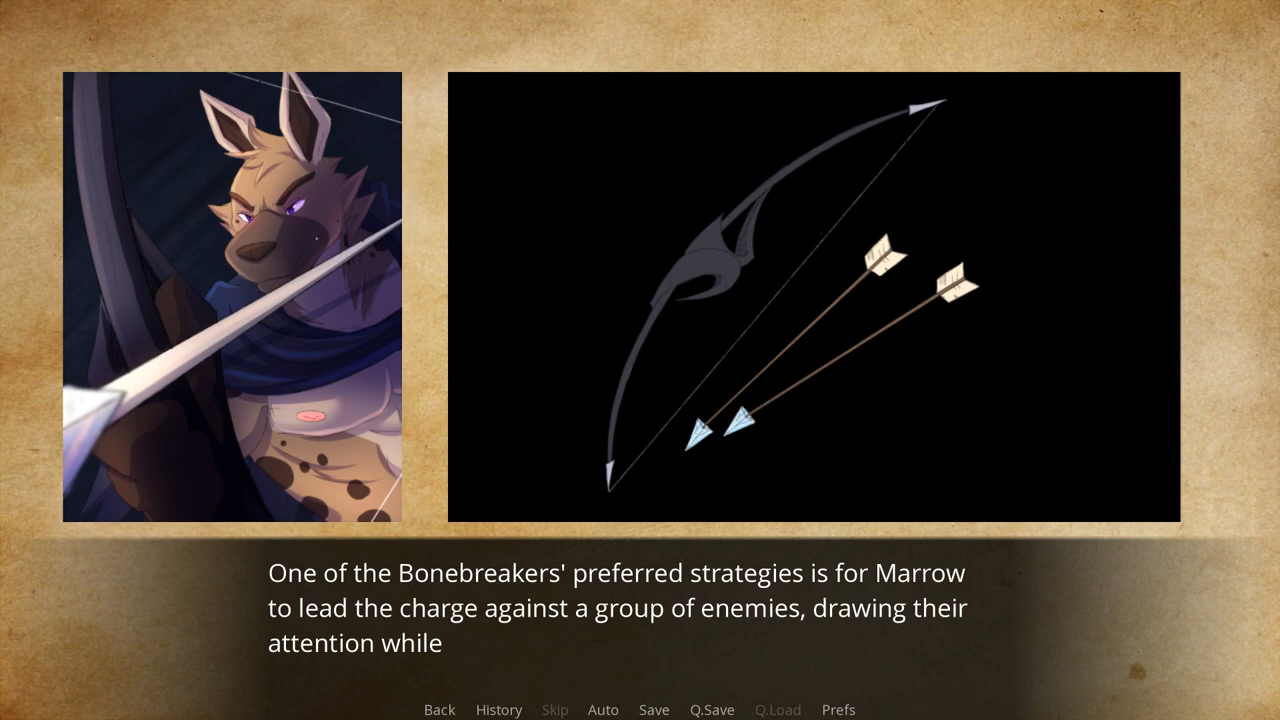 One of the Bonebreakers' preferred strategies is for Marrow
to lead the charge against a group of enemies, drawing their
attention while
Back History Skip Auto Save Q.Save Q.Load Prefs